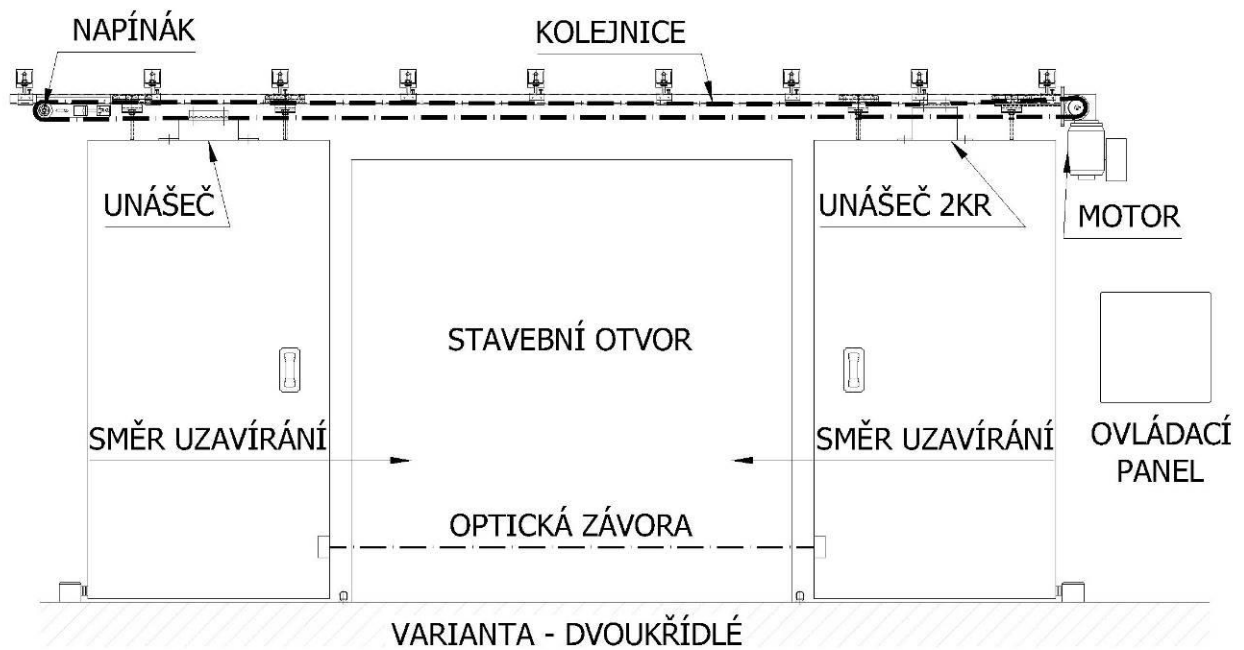 NAPÍNÁK
KOLEJNICE
UNÁŠEČ
UNÁŠEČ 2KR
MOTOR
STAVEBNÍ OTVOR
SMĚR UZAVÍRÁNÍ
SMĚR UZAVÍRÁNÍ
OVLÁDACÍ
PANEL
OPTICKÁ ZÁVORA
VARIANTA - DVOUKŘÍDLÉ